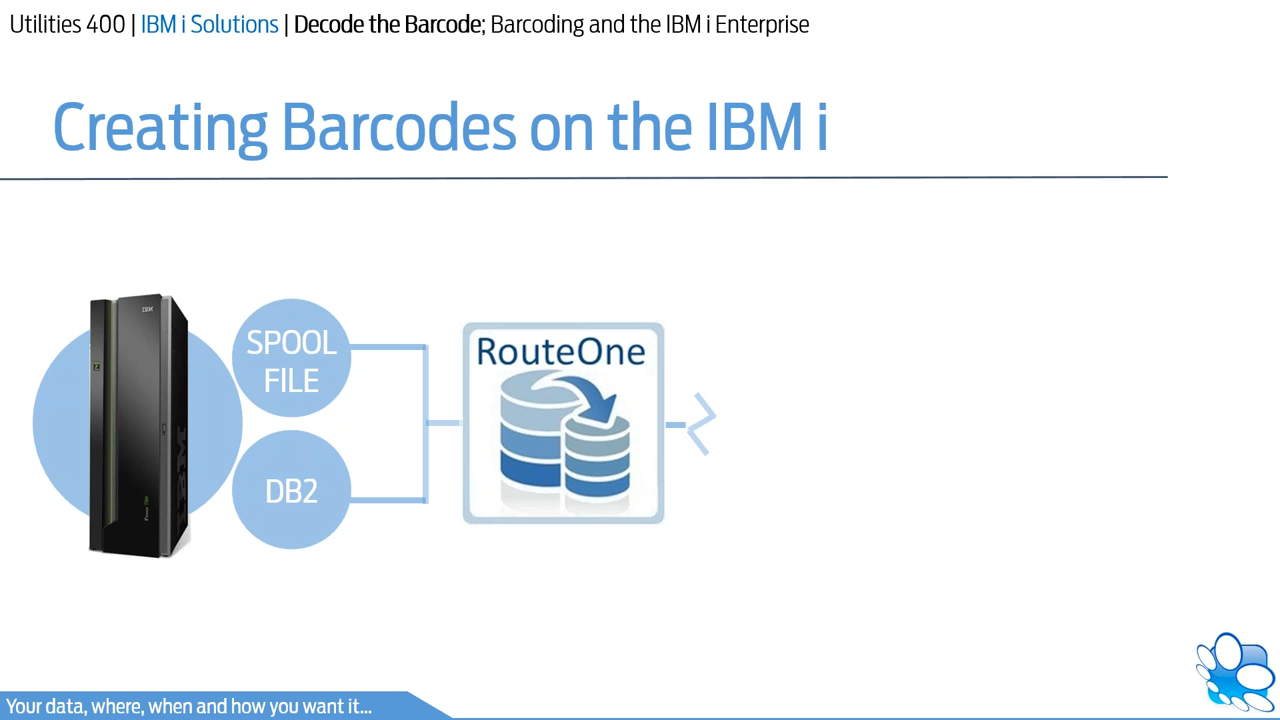 Utilities 400 | IBM i Solutions | Decode the Barcode; Barcoding and the IBM i Enterprise
Creating Barcodes on the IBM i
IBM
SPOOL
FILE
RouteOne
DB2
Your data, where, when and how you want it...